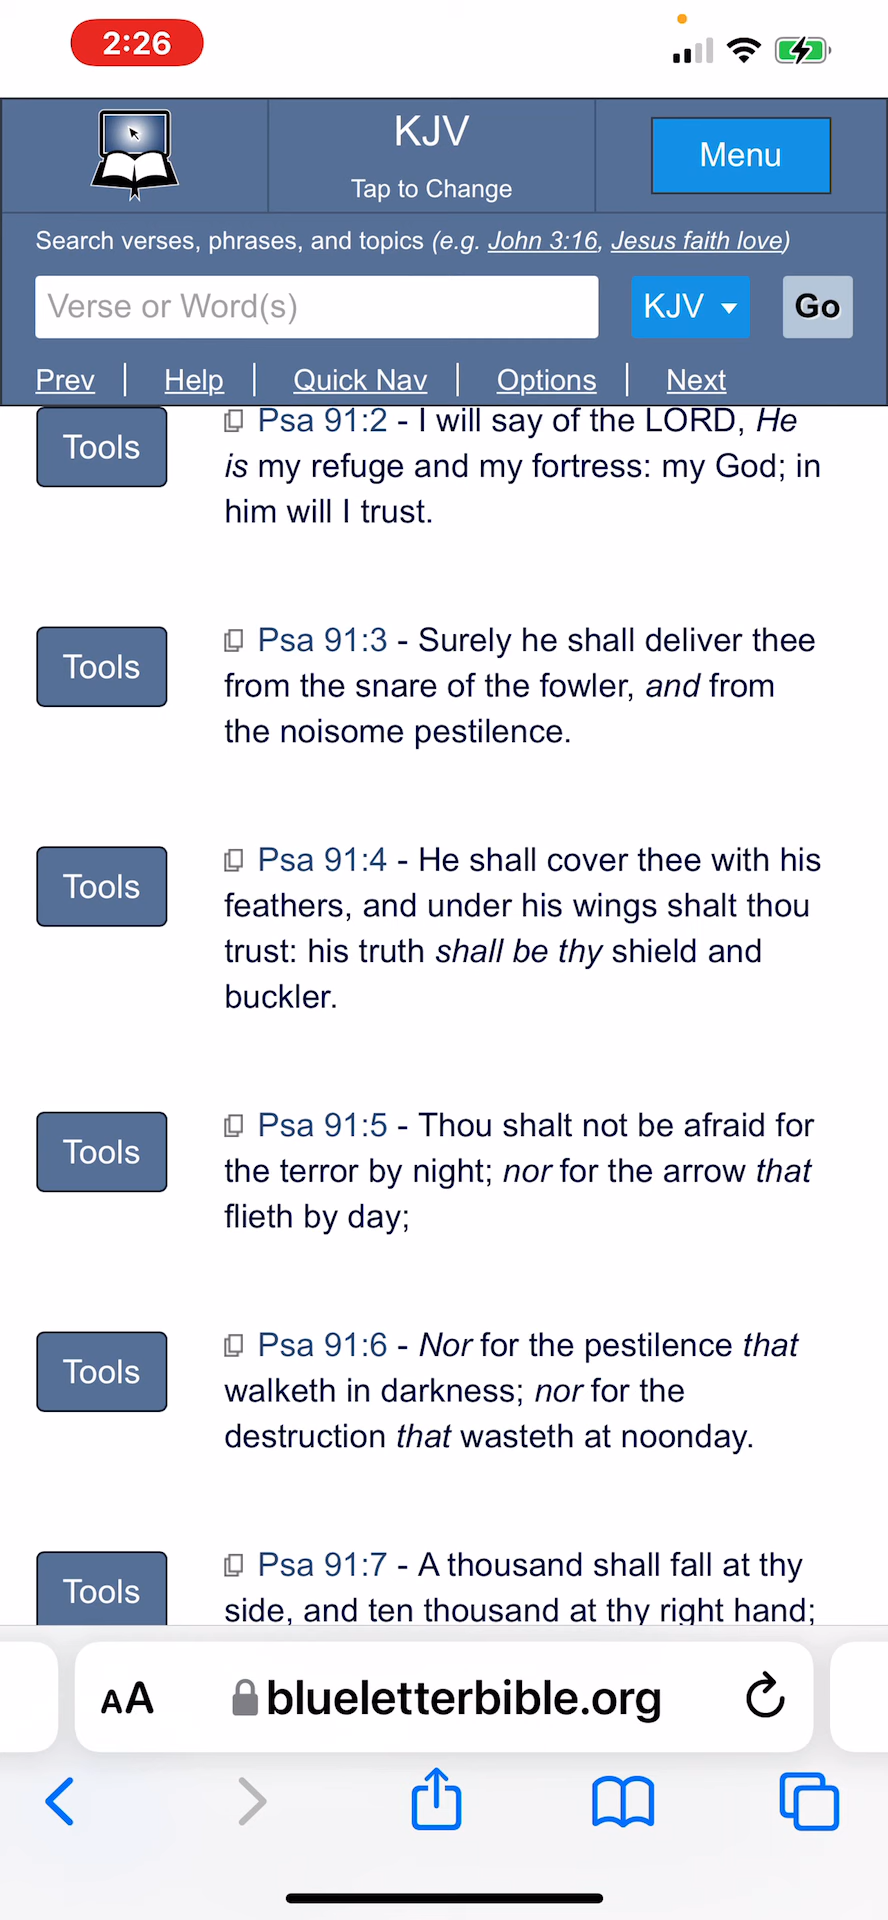 2:26
KJV
Tap to Change
Menu
Search verses, phrases, and topics (e.g. John 3:16, Jesus faith love)
Verse or Word(s)
KJV
Go
Prev | Help | Quick Nav | Options | Next
Tools
Psa 91:2 - I will say of the LORD, He
is my refuge and my fortress: my God; in
him will I trust.
Tools
Psa 91:3 - Surely he shall deliver thee
from the snare of the fowler, and from
the noisome pestilence.
Tools
Psa 91:4 - He shall cover thee with his
feathers, and under his wings shalt thou
trust: his truth shall be thy shield and
buckler.
Tools
Psa 91:5 - Thou shalt not be afraid for
the terror by night; nor for the arrow that
flieth by day;
Tools
Psa 91:6 - Nor for the pestilence that
walketh in darkness; nor for the
destruction that wasteth at noonday.
Tools
Psa 91:7 - A thousand shall fall at thy
side, and ten thousand at thy right hand;
AA
blueletterbible.org